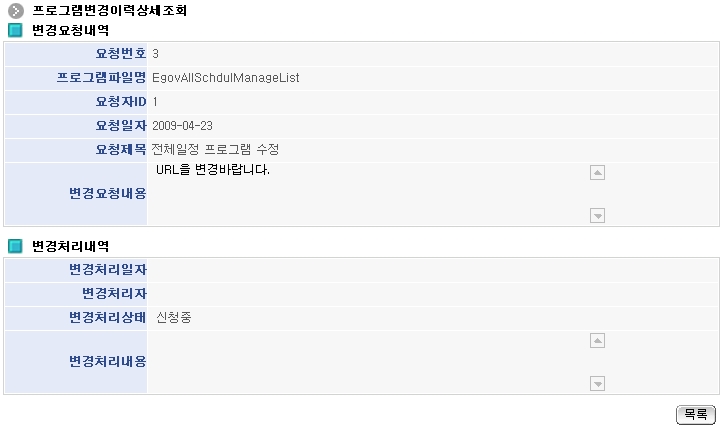 프로그램변경이력상세조회
변경요청내역
요청번호 3
프로그램파일명 EgovAllSchdulManageList
요청자ID 1
요청일자 2009-04-23
요청제목 전체일정 프로그램 수정
변경요청내용 URL을 변경바랍니다.
변경처리내역
변경처리일자
변경처리자
변경처리상태 신청중
변경처리내용
목록